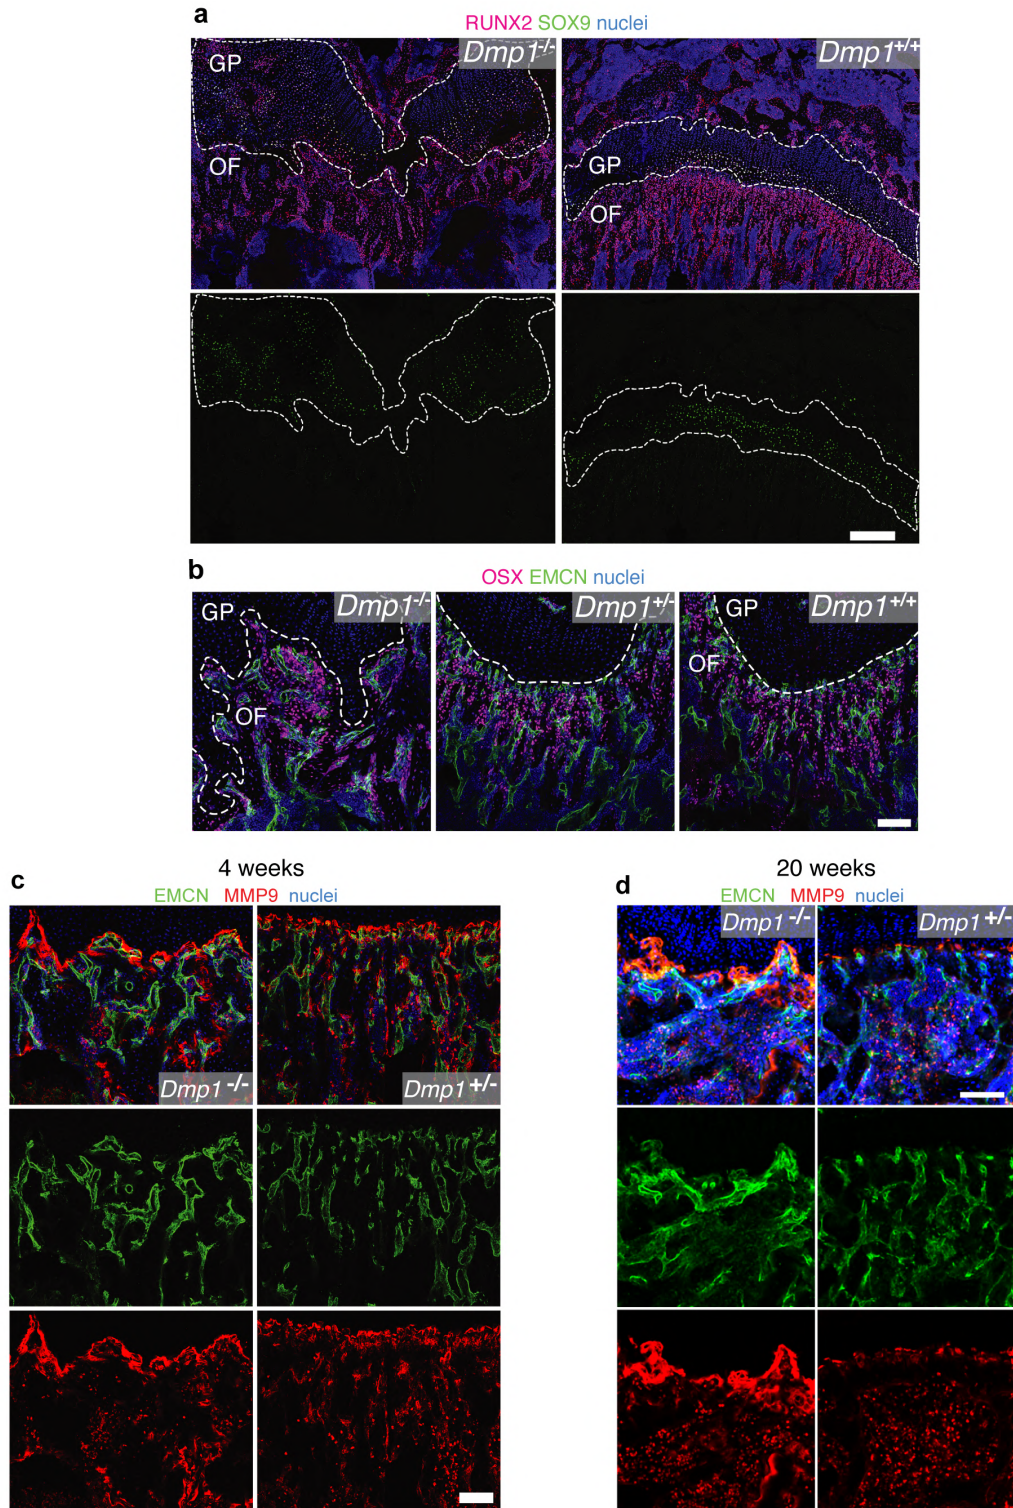 a
RUNX2 SOX9 nuclei
GP
Dmp1-/-
Dmp1+/+
OF
GP
OF
b
OSX EMCN nuclei
GP
Dmp1-/-
Dmp1+/-
GP
Dmp1+/+
OF
OF
4 weeks
20 weeks
c
d
EMCN MMP9 nuclei
EMCN MMP9 nuclei
Dmp1 -/-
Dmp1 +/-
Dmp1 -/-
Dmp1 +/-